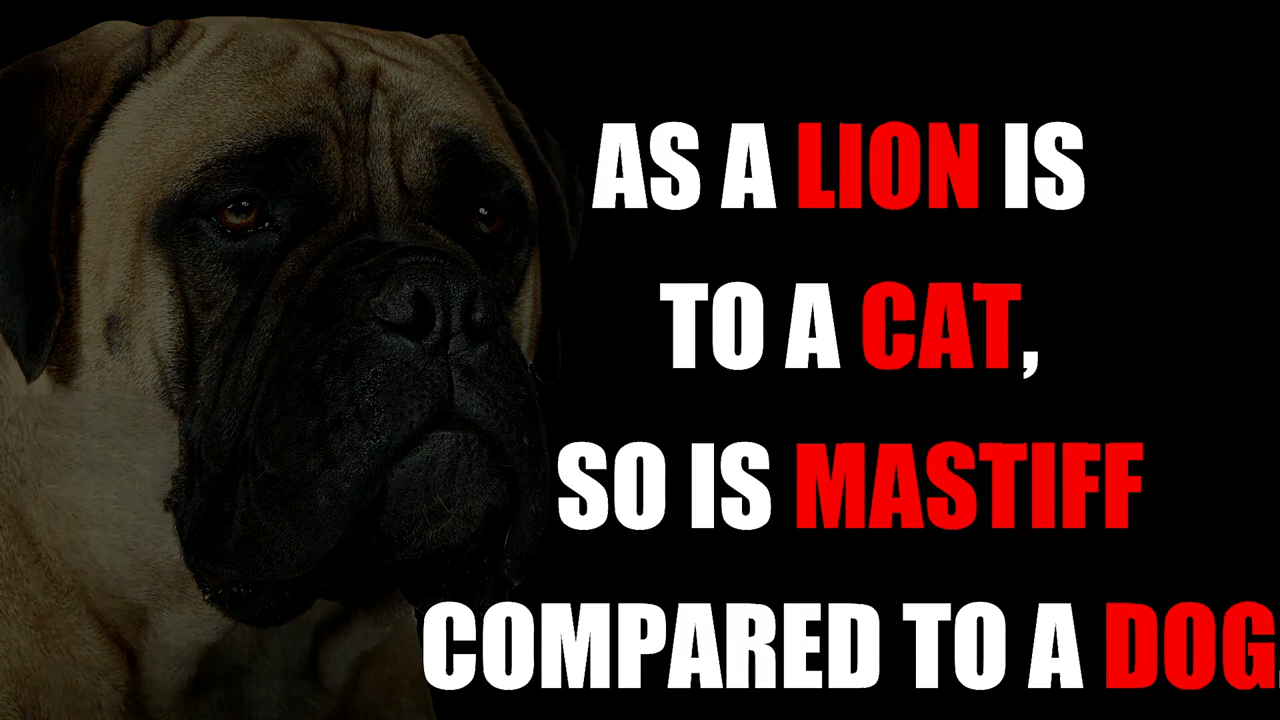 AS A LION IS
TO A CAT,
SO IS MASTIFF
COMPARED TO A DOG